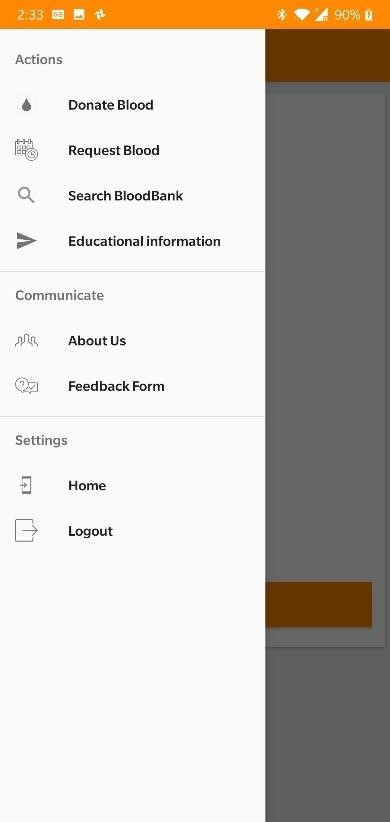 2:33 GE 90%
Actions
Donate Blood
Request Blood
Search BloodBank
Educational information
Communicate
About Us
Feedback Form
Settings
Home
Logout